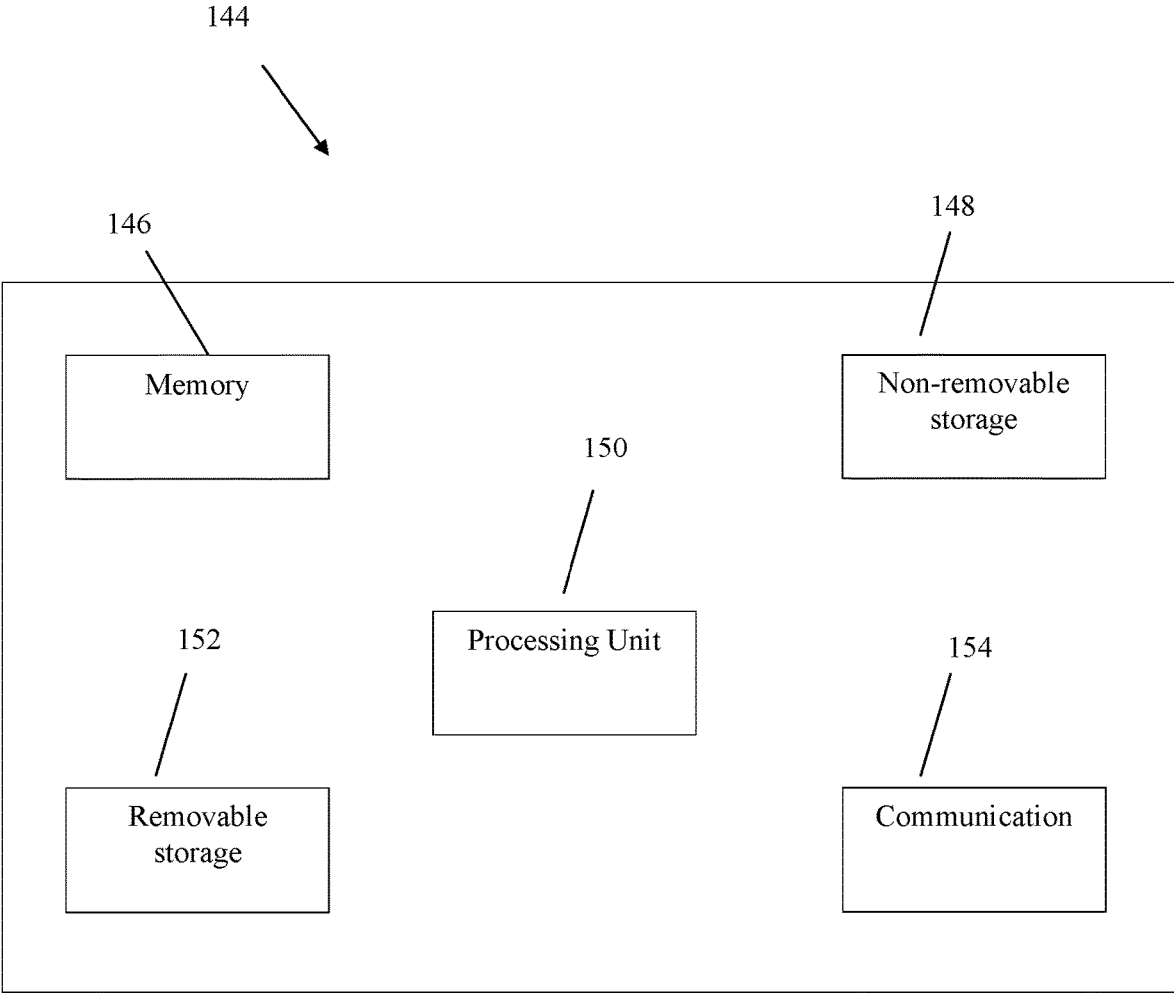 144
146
148
Memory
Non-removable
storage
150
152
Processing Unit
154
Removable
storage
Communication